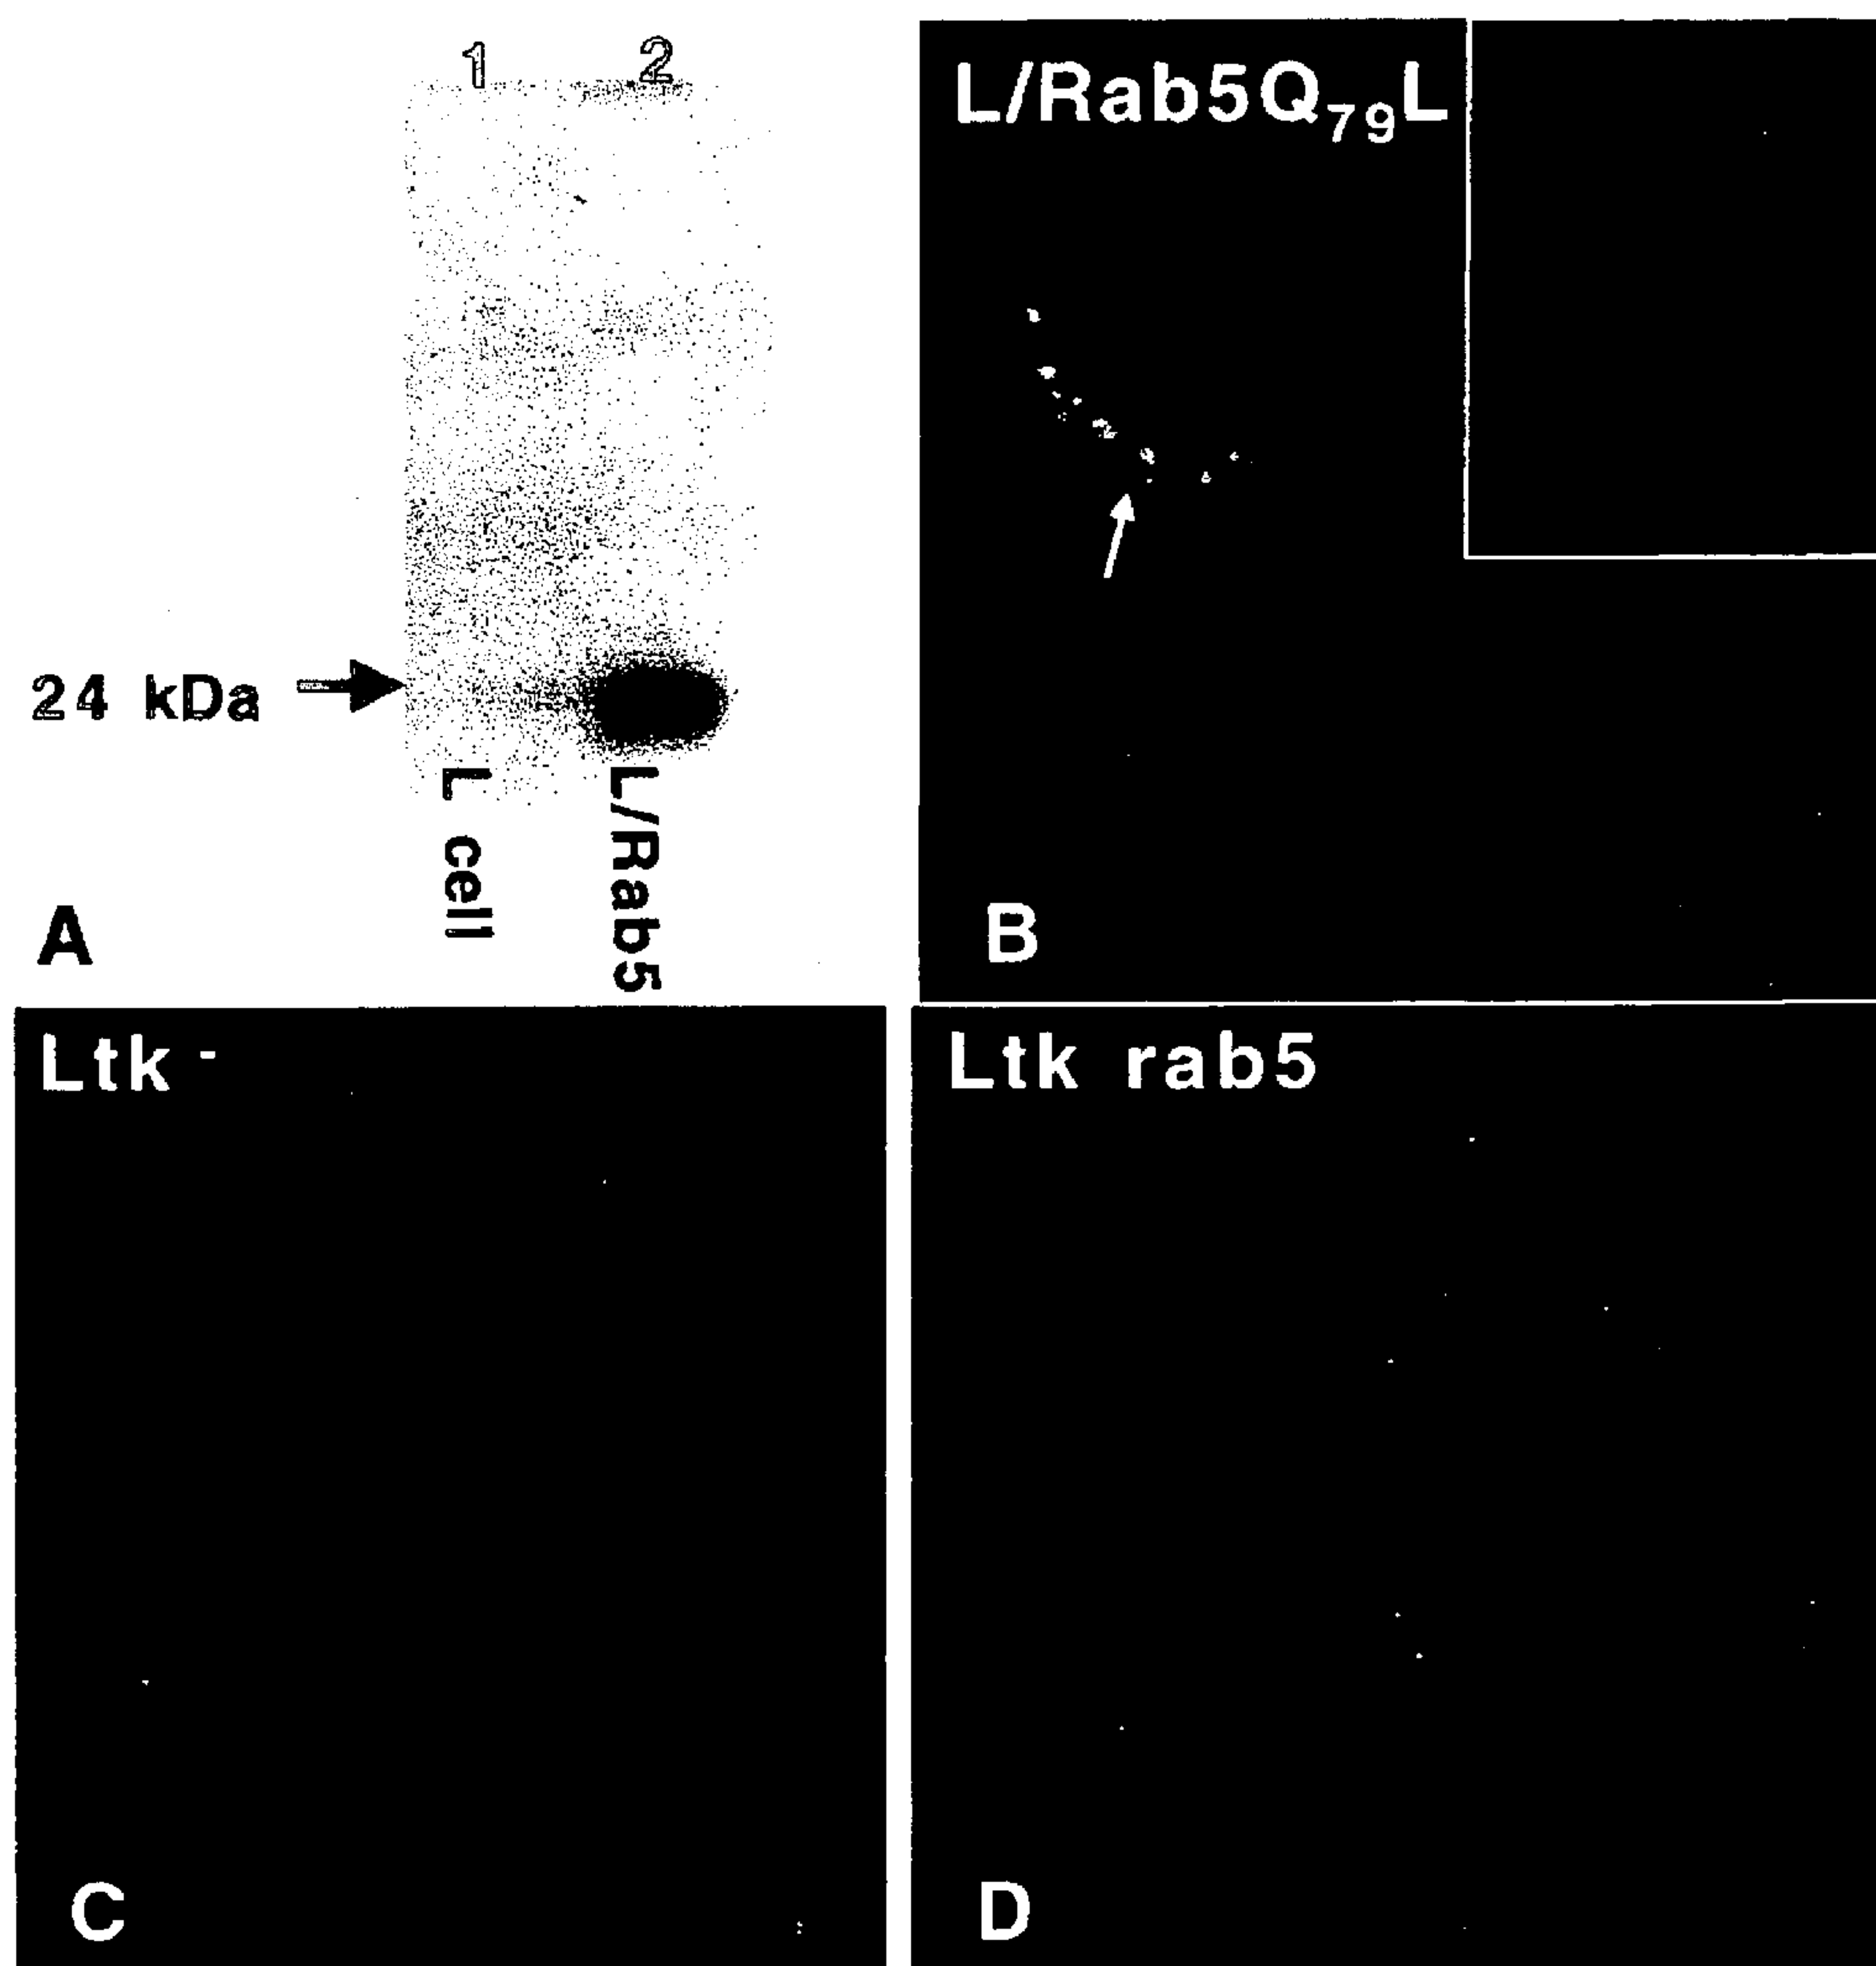 1 2
24 kDa
L cell
L/Rab5
A
L/Rab5Q₇₉L
B
Ltk-
C
Ltk rab5
D